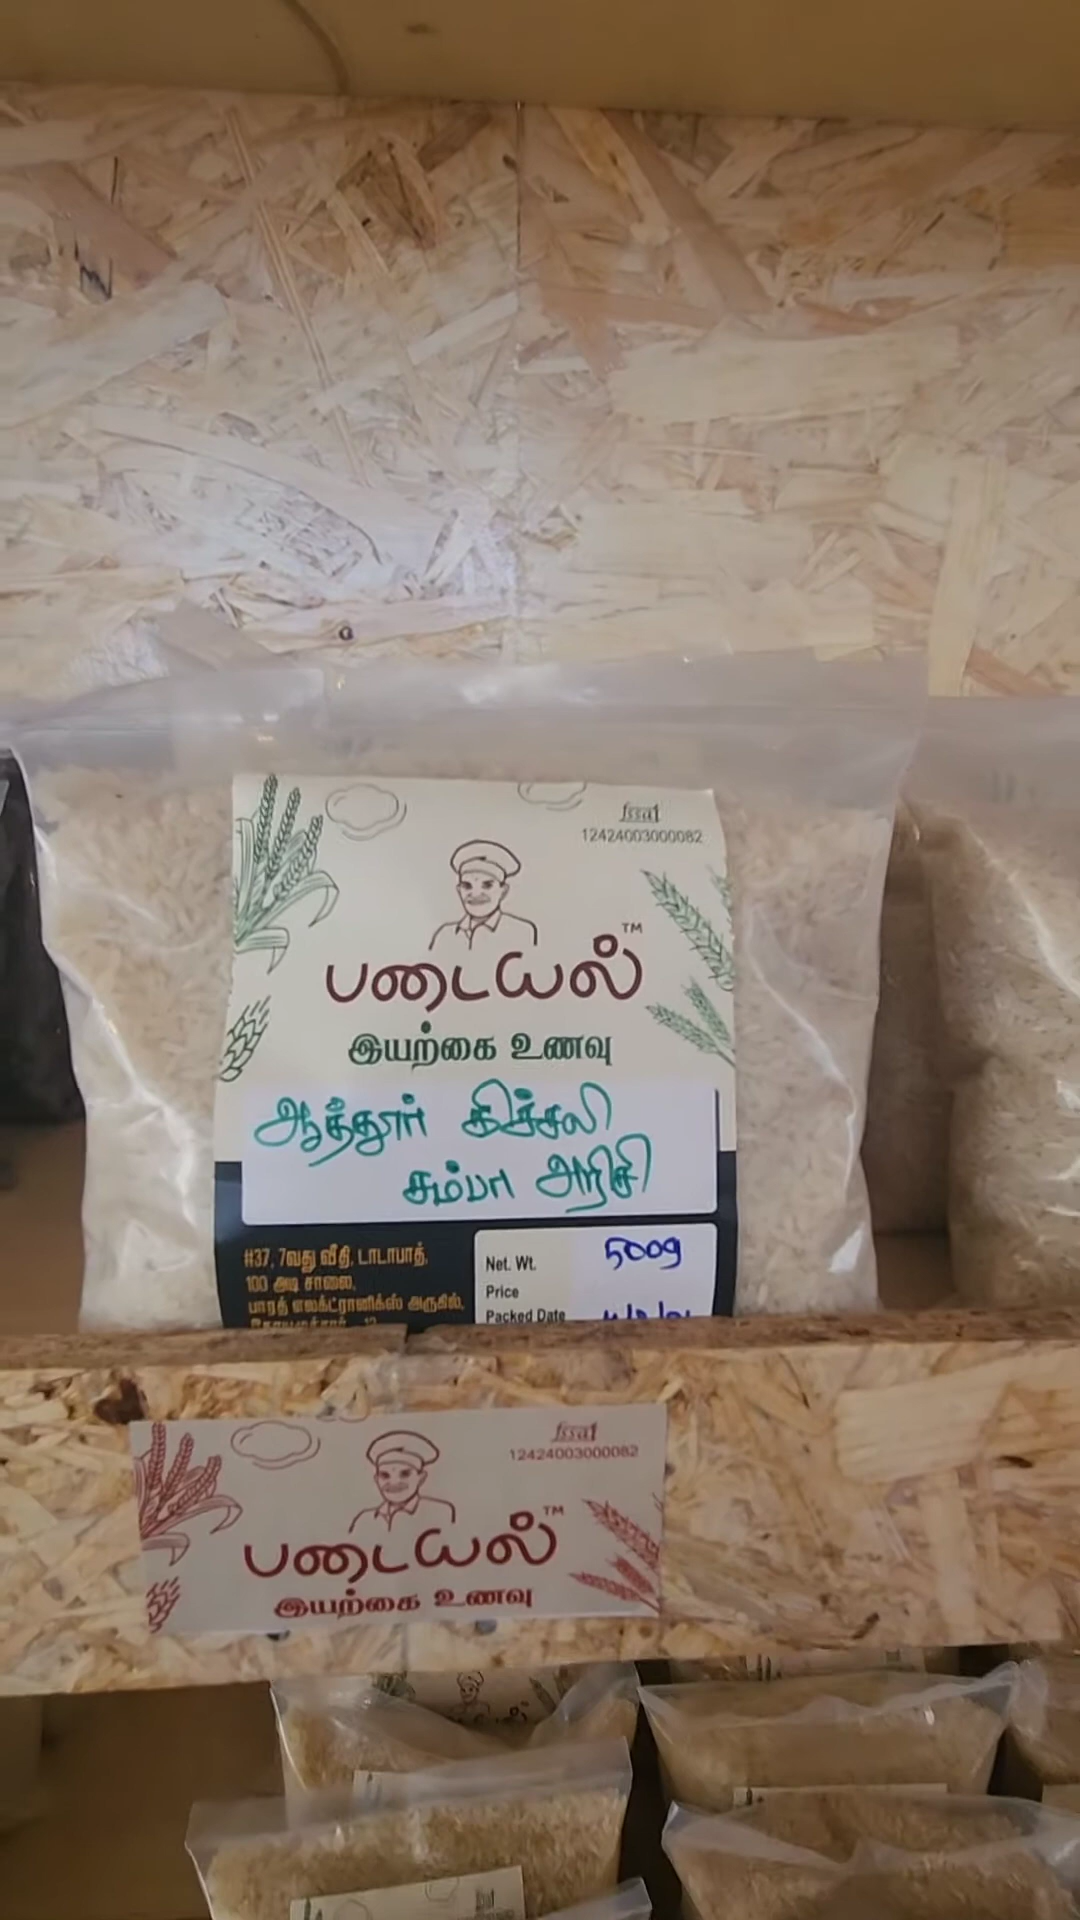 fssai
12424003000082
படையல்™
இயற்கை உணவு
ஆத்தூர் கிச்சலி
சம்பா அரிசி
#37, 7வது வீதி, டாடாபாத்,
100 அடி சாலை,
பாரத் எலக்ட்ரானிக்ஸ் அருகில்,
Net. Wt. 500g
Price
Packed Date
fssai
12424003000082
படையல்™
இயற்கை உணவு